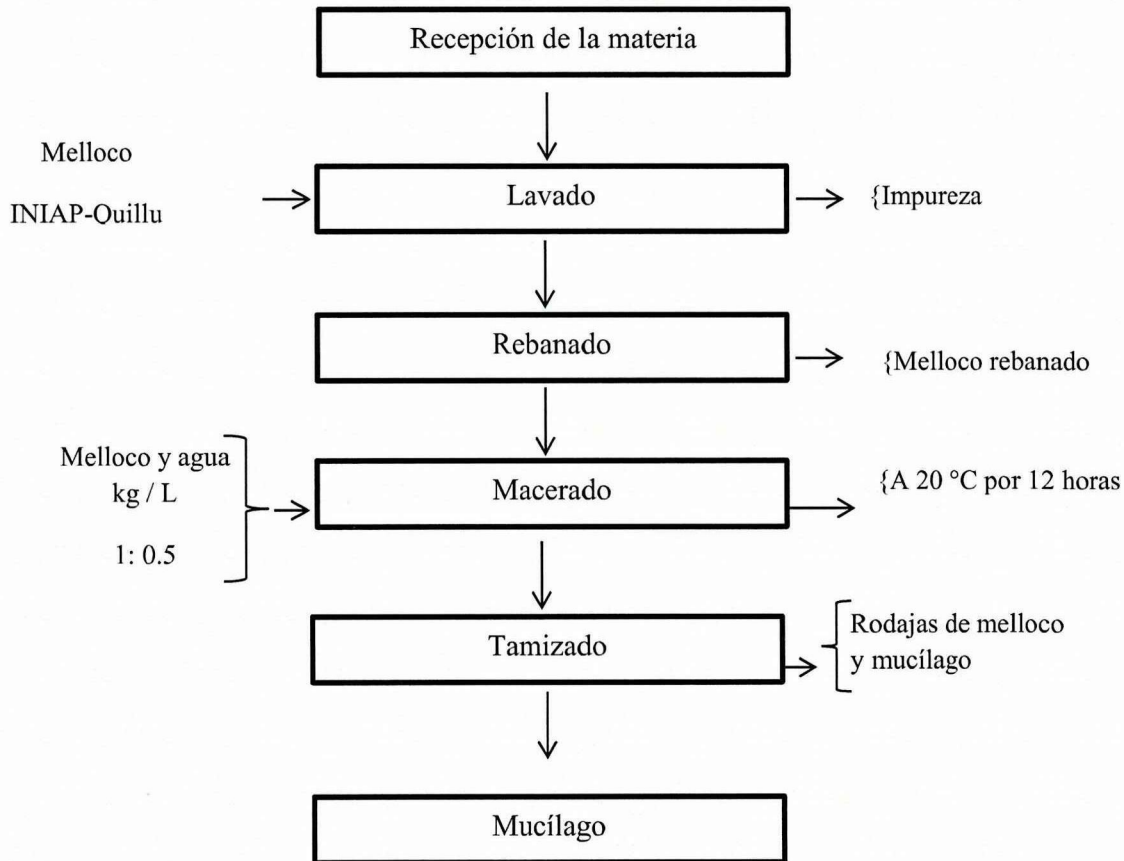 Recepción de la materia
Melloco
INIAP-Quillu
Lavado
{Impureza
Rebanado
{Melloco rebanado
Melloco y agua
kg / L
1: 0.5
Macerado
{A 20 °C por 12 horas
Tamizado
Rodajas de melloco
y mucílago
Mucílago